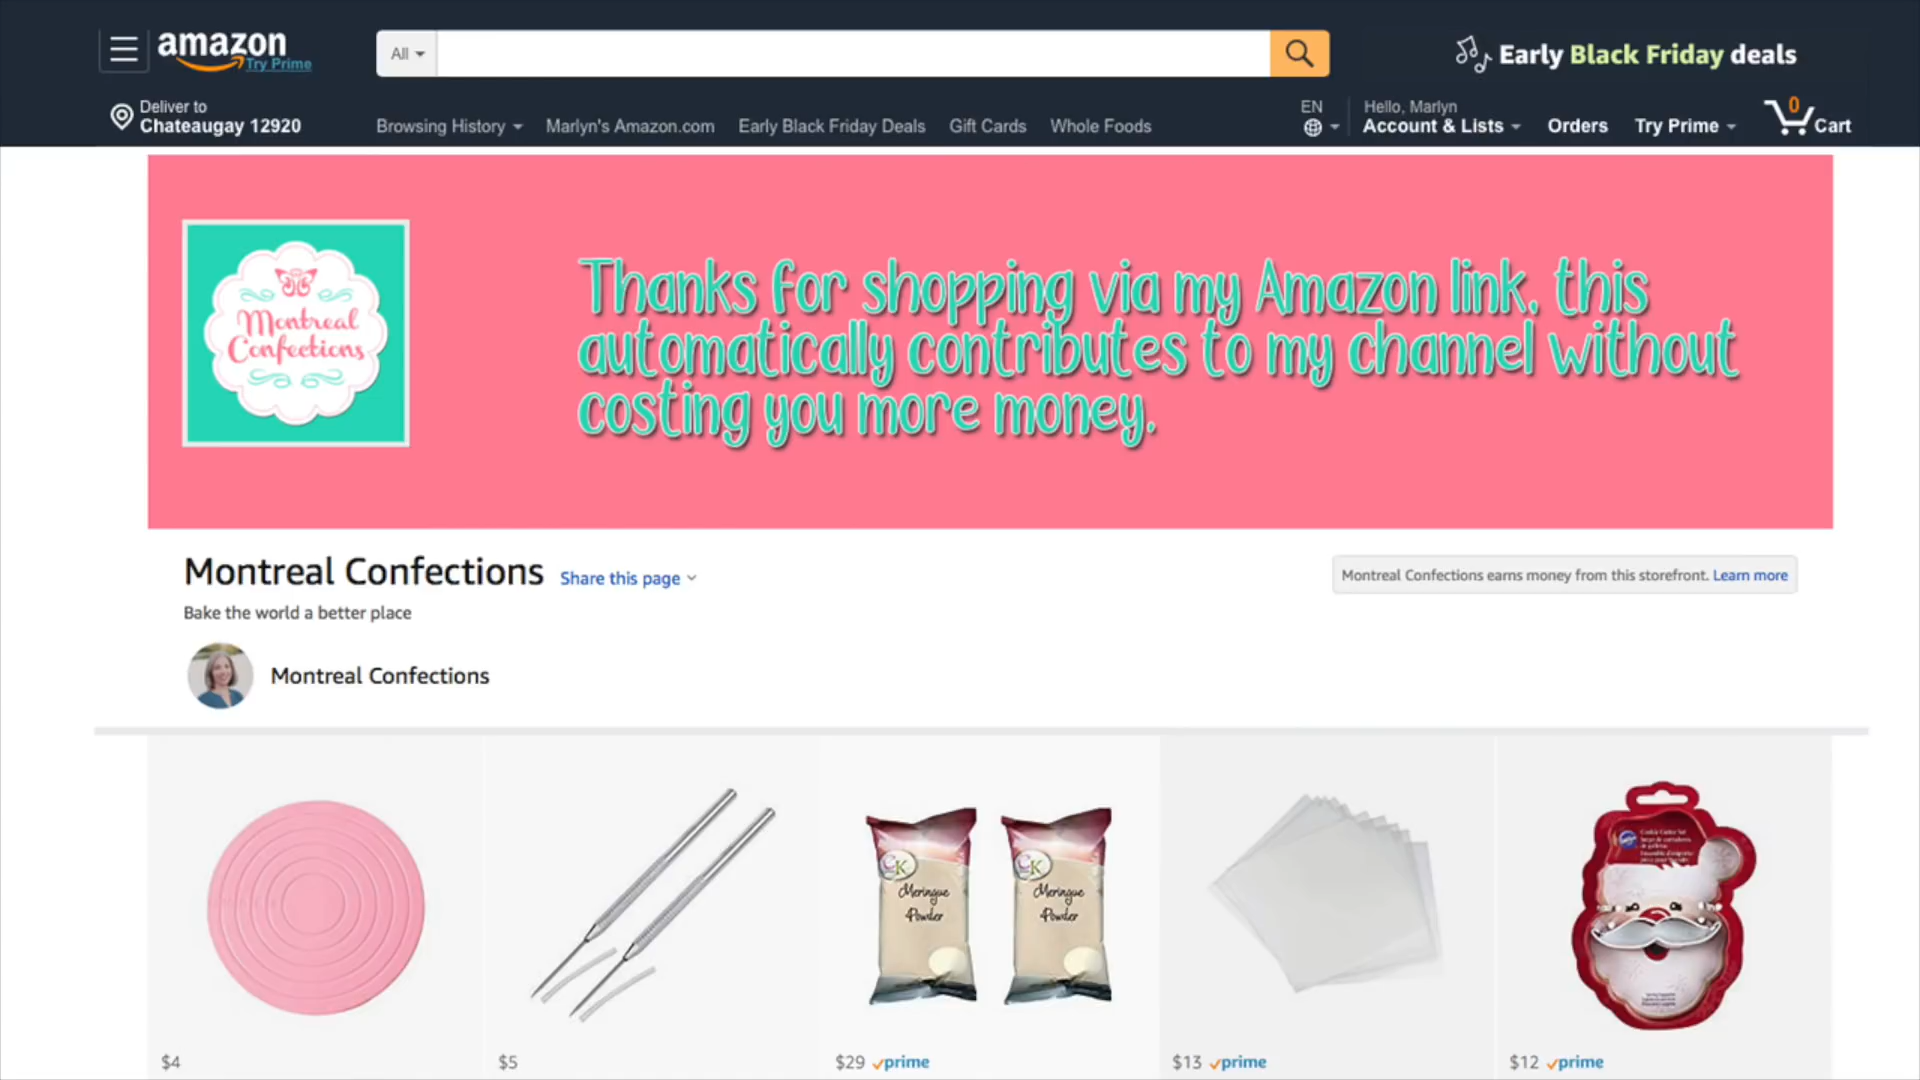 amazon
Try Prime
All
Early Black Friday deals
Deliver to
Chateaugay 12920
Browsing History
Marlyn's Amazon.com
Early Black Friday Deals
Gift Cards
Whole Foods
EN
Hello, Marlyn
Account & Lists
Orders
Try Prime
0
Cart
Montreal
Confections
Thanks for shopping via my Amazon link, this
automatically contributes to my channel without
costing you more money.
Montreal Confections
Share this page
Montreal Confections earns money from this storefront. Learn more
Bake the world a better place
Montreal Confections
CK
Meringue
Powder
CK
Meringue
Powder
$4
$5
$29 prime
$13 prime
$12 prime